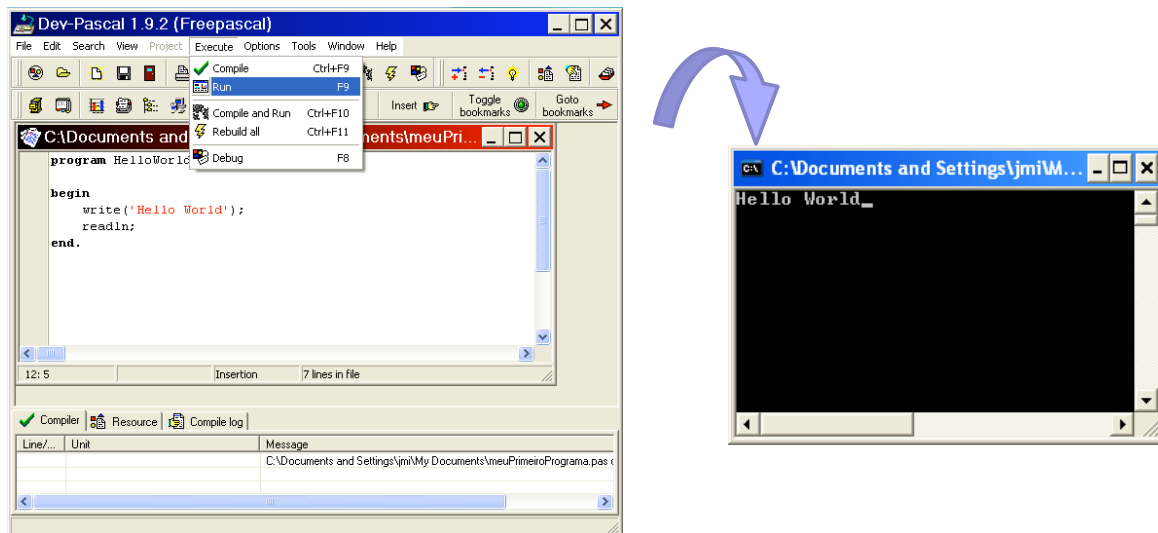 Dev-Pascal 1.9.2 (Freepascal)
File Edit Search View Project Execute Options Tools Window Help
Compile Ctrl+F9
Run F9
Compile and Run Ctrl+F10
Rebuild all Ctrl+F11
Debug F8
Insert Toggle bookmarks Goto bookmarks
C:\Documents and ments\meuPri...
program HelloWorld
begin
write('Hello World');
readln;
end.
12: 5 Insertion 7 lines in file
Compiler Resource Compile log
Line/... Unit Message
C:\Documents and Settings\jmi\My Documents\meuPrimeiroPrograma.pas
C:\Documents and Settings\jmi\M...
Hello World_